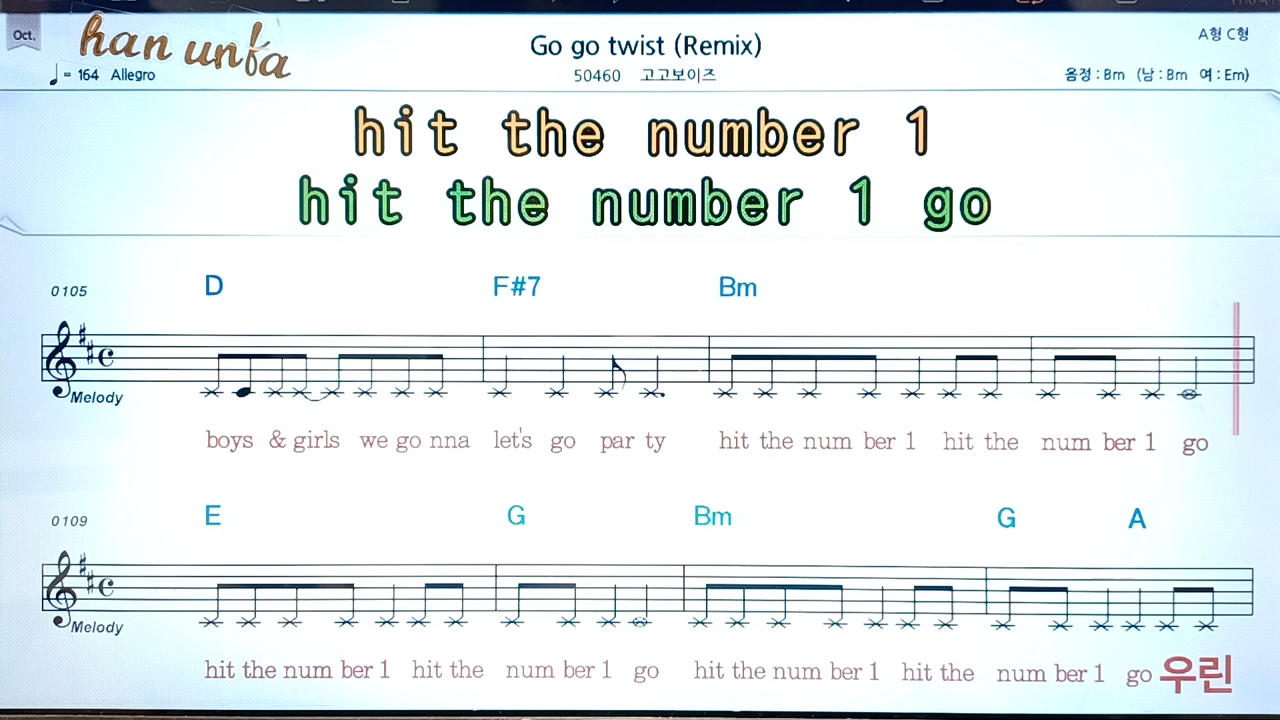 Oct.
han unfa
Go go twist (Remix)
A형 C형
♩= 164 Allegro
50460 고고보이즈
음정 : Bm (남 : Bm 여 : Em)
hit the number 1
hit the number 1 go
0105
D F#7 Bm
Melody
boys & girls we go nna let's go par ty hit the num ber 1 hit the num ber 1 go
0109
E G Bm G A
Melody
hit the num ber 1 hit the num ber 1 go hit the num ber 1 hit the num ber 1 go 우린